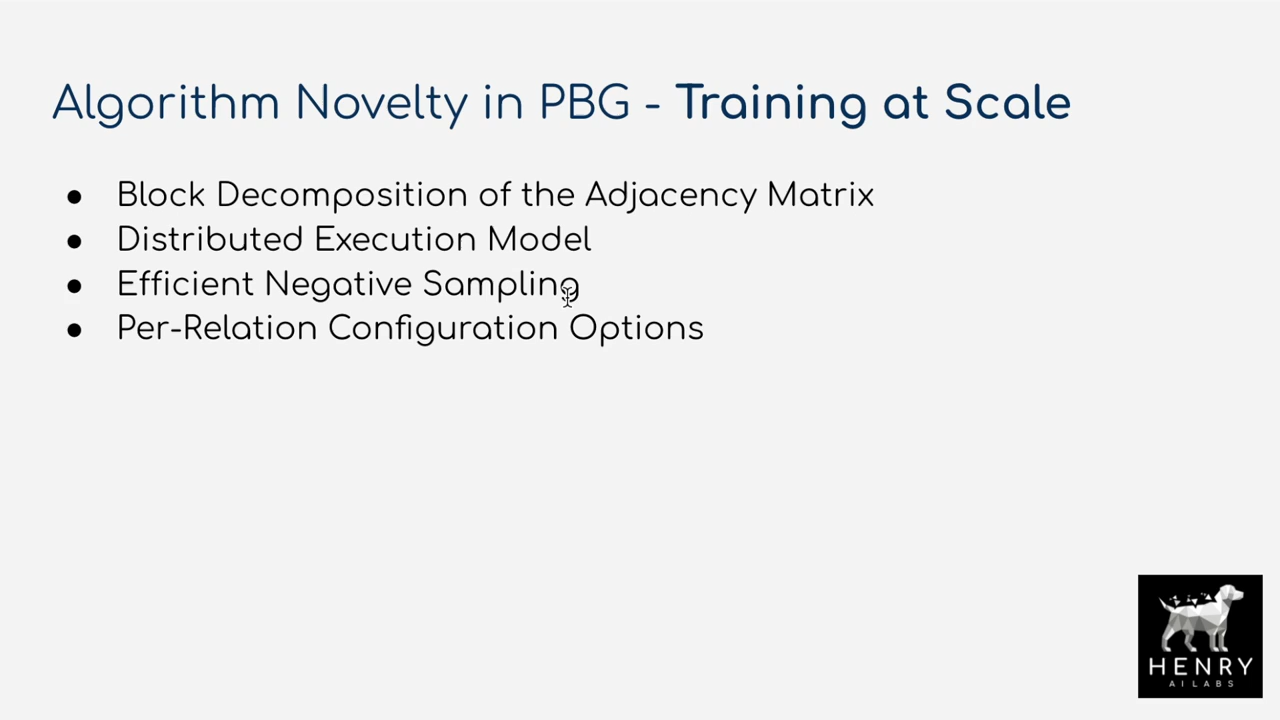 Algorithm Novelty in PBG - Training at Scale
● Block Decomposition of the Adjacency Matrix
● Distributed Execution Model
● Efficient Negative Sampling
● Per-Relation Configuration Options
HENRY
AI LABS